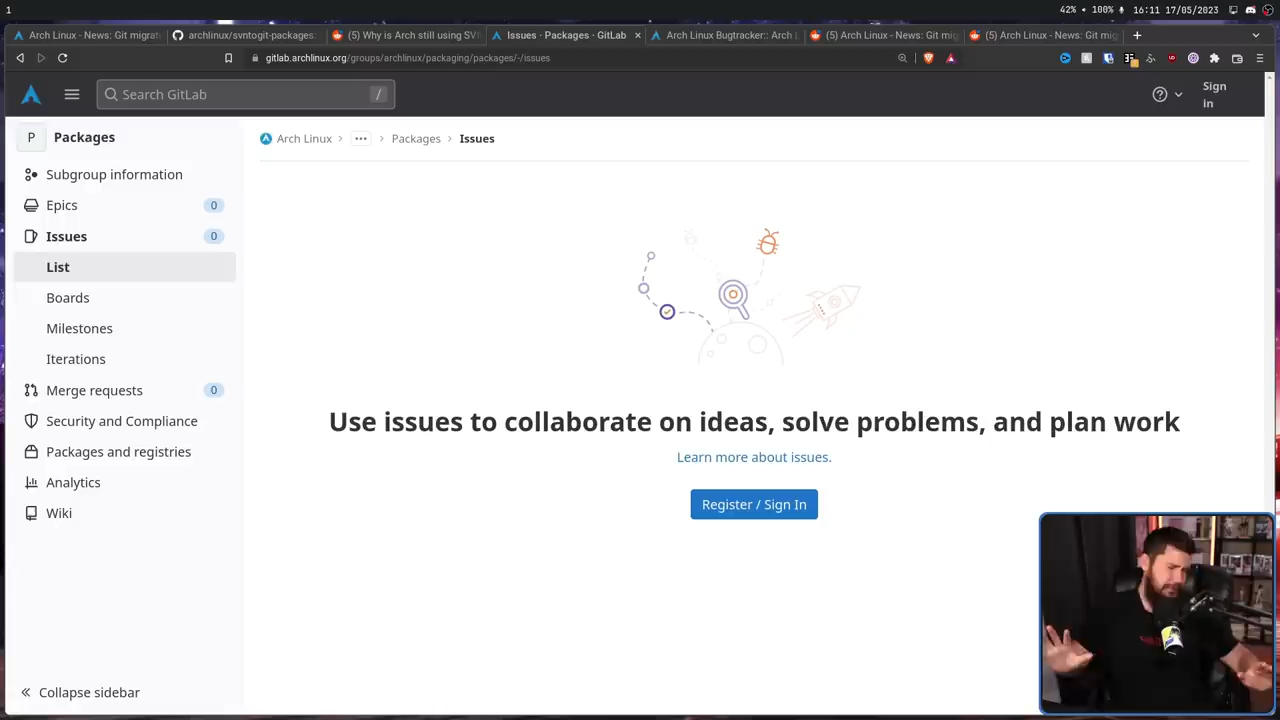 1
42% 100% 16:11 17/05/2023
Arch Linux - News: Git migrat
archlinux/svntogit-packages:
(5) Why is Arch still using SV
Issues · Packages · GitLab
Arch Linux Bugtracker:: Arch L
(5) Arch Linux - News: Git mig
(5) Arch Linux - News: Git mig
gitlab.archlinux.org/groups/archlinux/packaging/packages/-/issues
Search GitLab /
Sign
in
P Packages
Arch Linux > ... > Packages > Issues
Subgroup information
Epics 0
Issues 0
List
Boards
Milestones
Iterations
Merge requests 0
Security and Compliance
Packages and registries
Analytics
Wiki
Use issues to collaborate on ideas, solve problems, and plan work
Learn more about issues.
Register / Sign In
Collapse sidebar